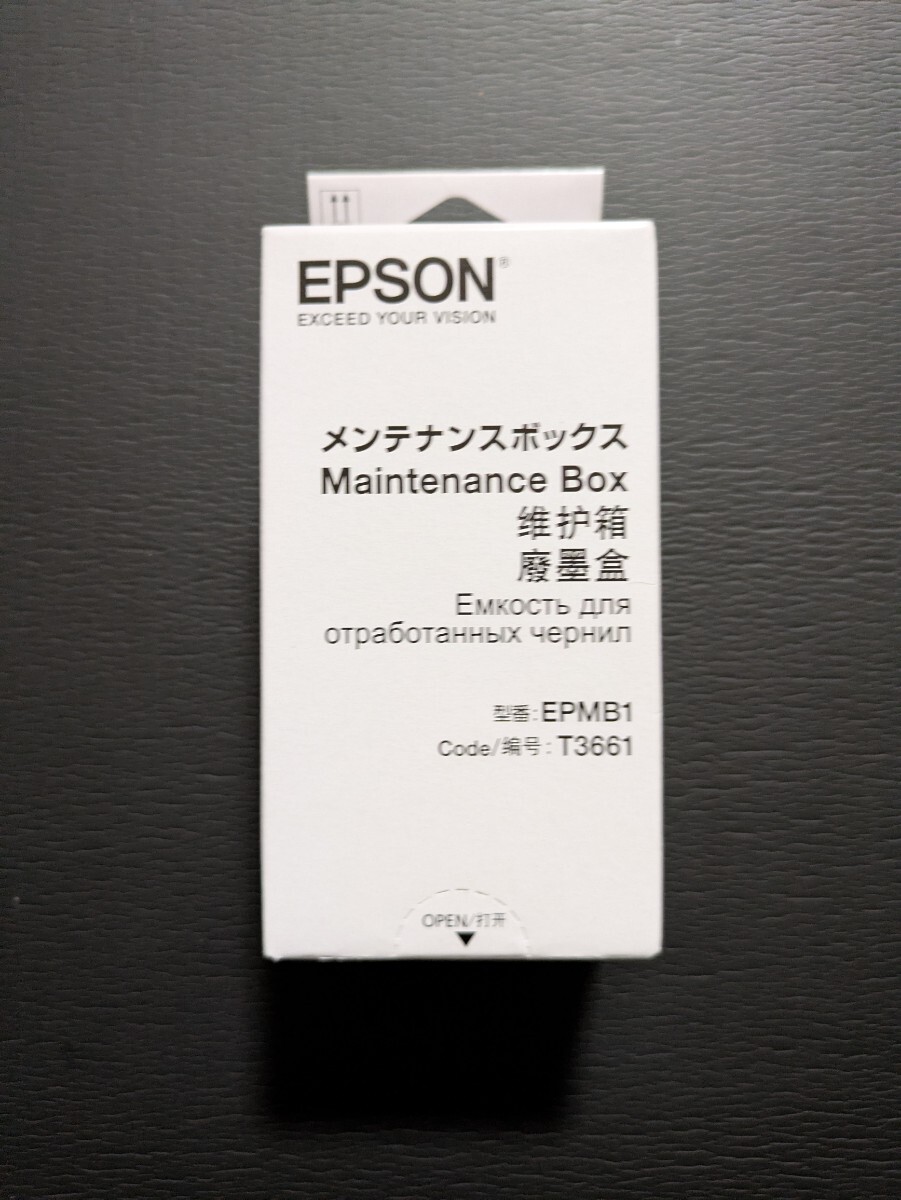 EPSON®
EXCEED YOUR VISION
メンテナンスボックス
Maintenance Box
维护箱
廢墨盒
Емкость для
отработанных чернил
型番: EPMB1
Code/编号: T3661
OPEN/打开